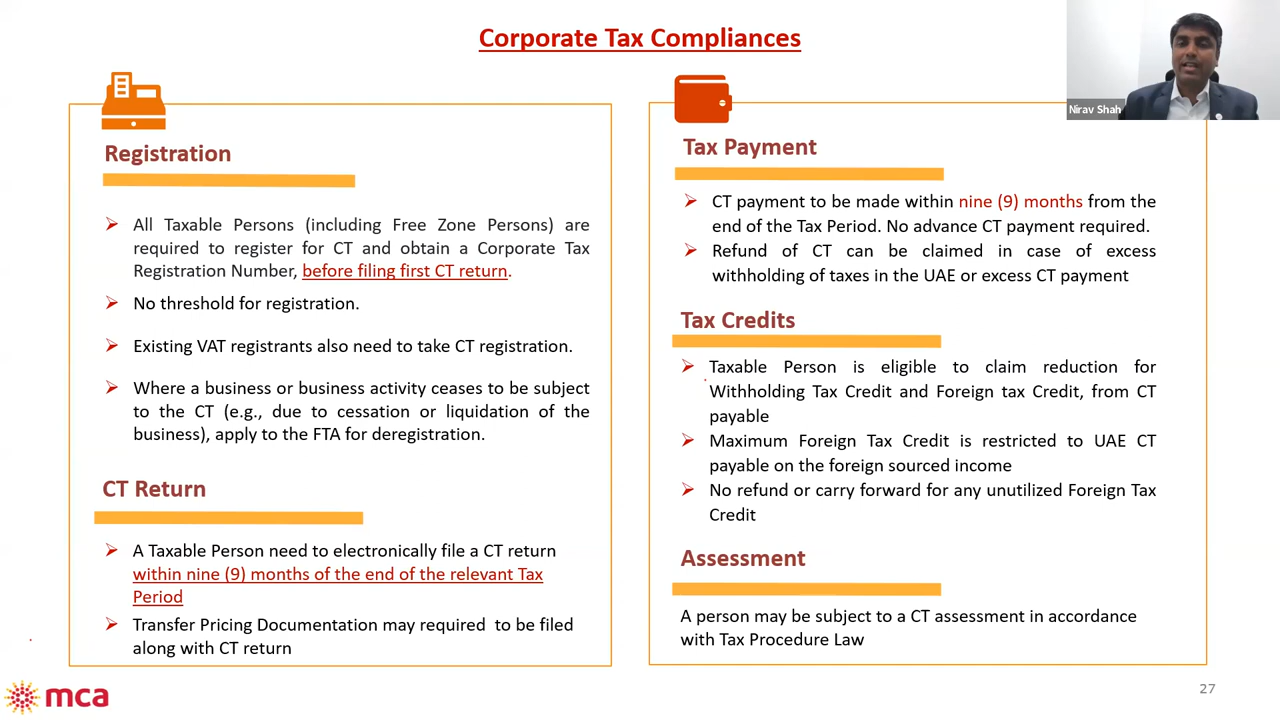 Corporate Tax Compliances
Nirav Shah
Registration
All Taxable Persons (including Free Zone Persons) are
required to register for CT and obtain a Corporate Tax
Registration Number, before filing first CT return.
No threshold for registration.
Existing VAT registrants also need to take CT registration.
Where a business or business activity ceases to be subject
to the CT (e.g., due to cessation or liquidation of the
business), apply to the FTA for deregistration.
CT Return
A Taxable Person need to electronically file a CT return
within nine (9) months of the end of the relevant Tax
Period
Transfer Pricing Documentation may required to be filed
along with CT return
Tax Payment
CT payment to be made within nine (9) months from the
end of the Tax Period. No advance CT payment required.
Refund of CT can be claimed in case of excess
withholding of taxes in the UAE or excess CT payment
Tax Credits
Taxable Person is eligible to claim reduction for
Withholding Tax Credit and Foreign tax Credit, from CT
payable
Maximum Foreign Tax Credit is restricted to UAE CT
payable on the foreign sourced income
No refund or carry forward for any unutilized Foreign Tax
Credit
Assessment
A person may be subject to a CT assessment in accordance
with Tax Procedure Law
mca
27